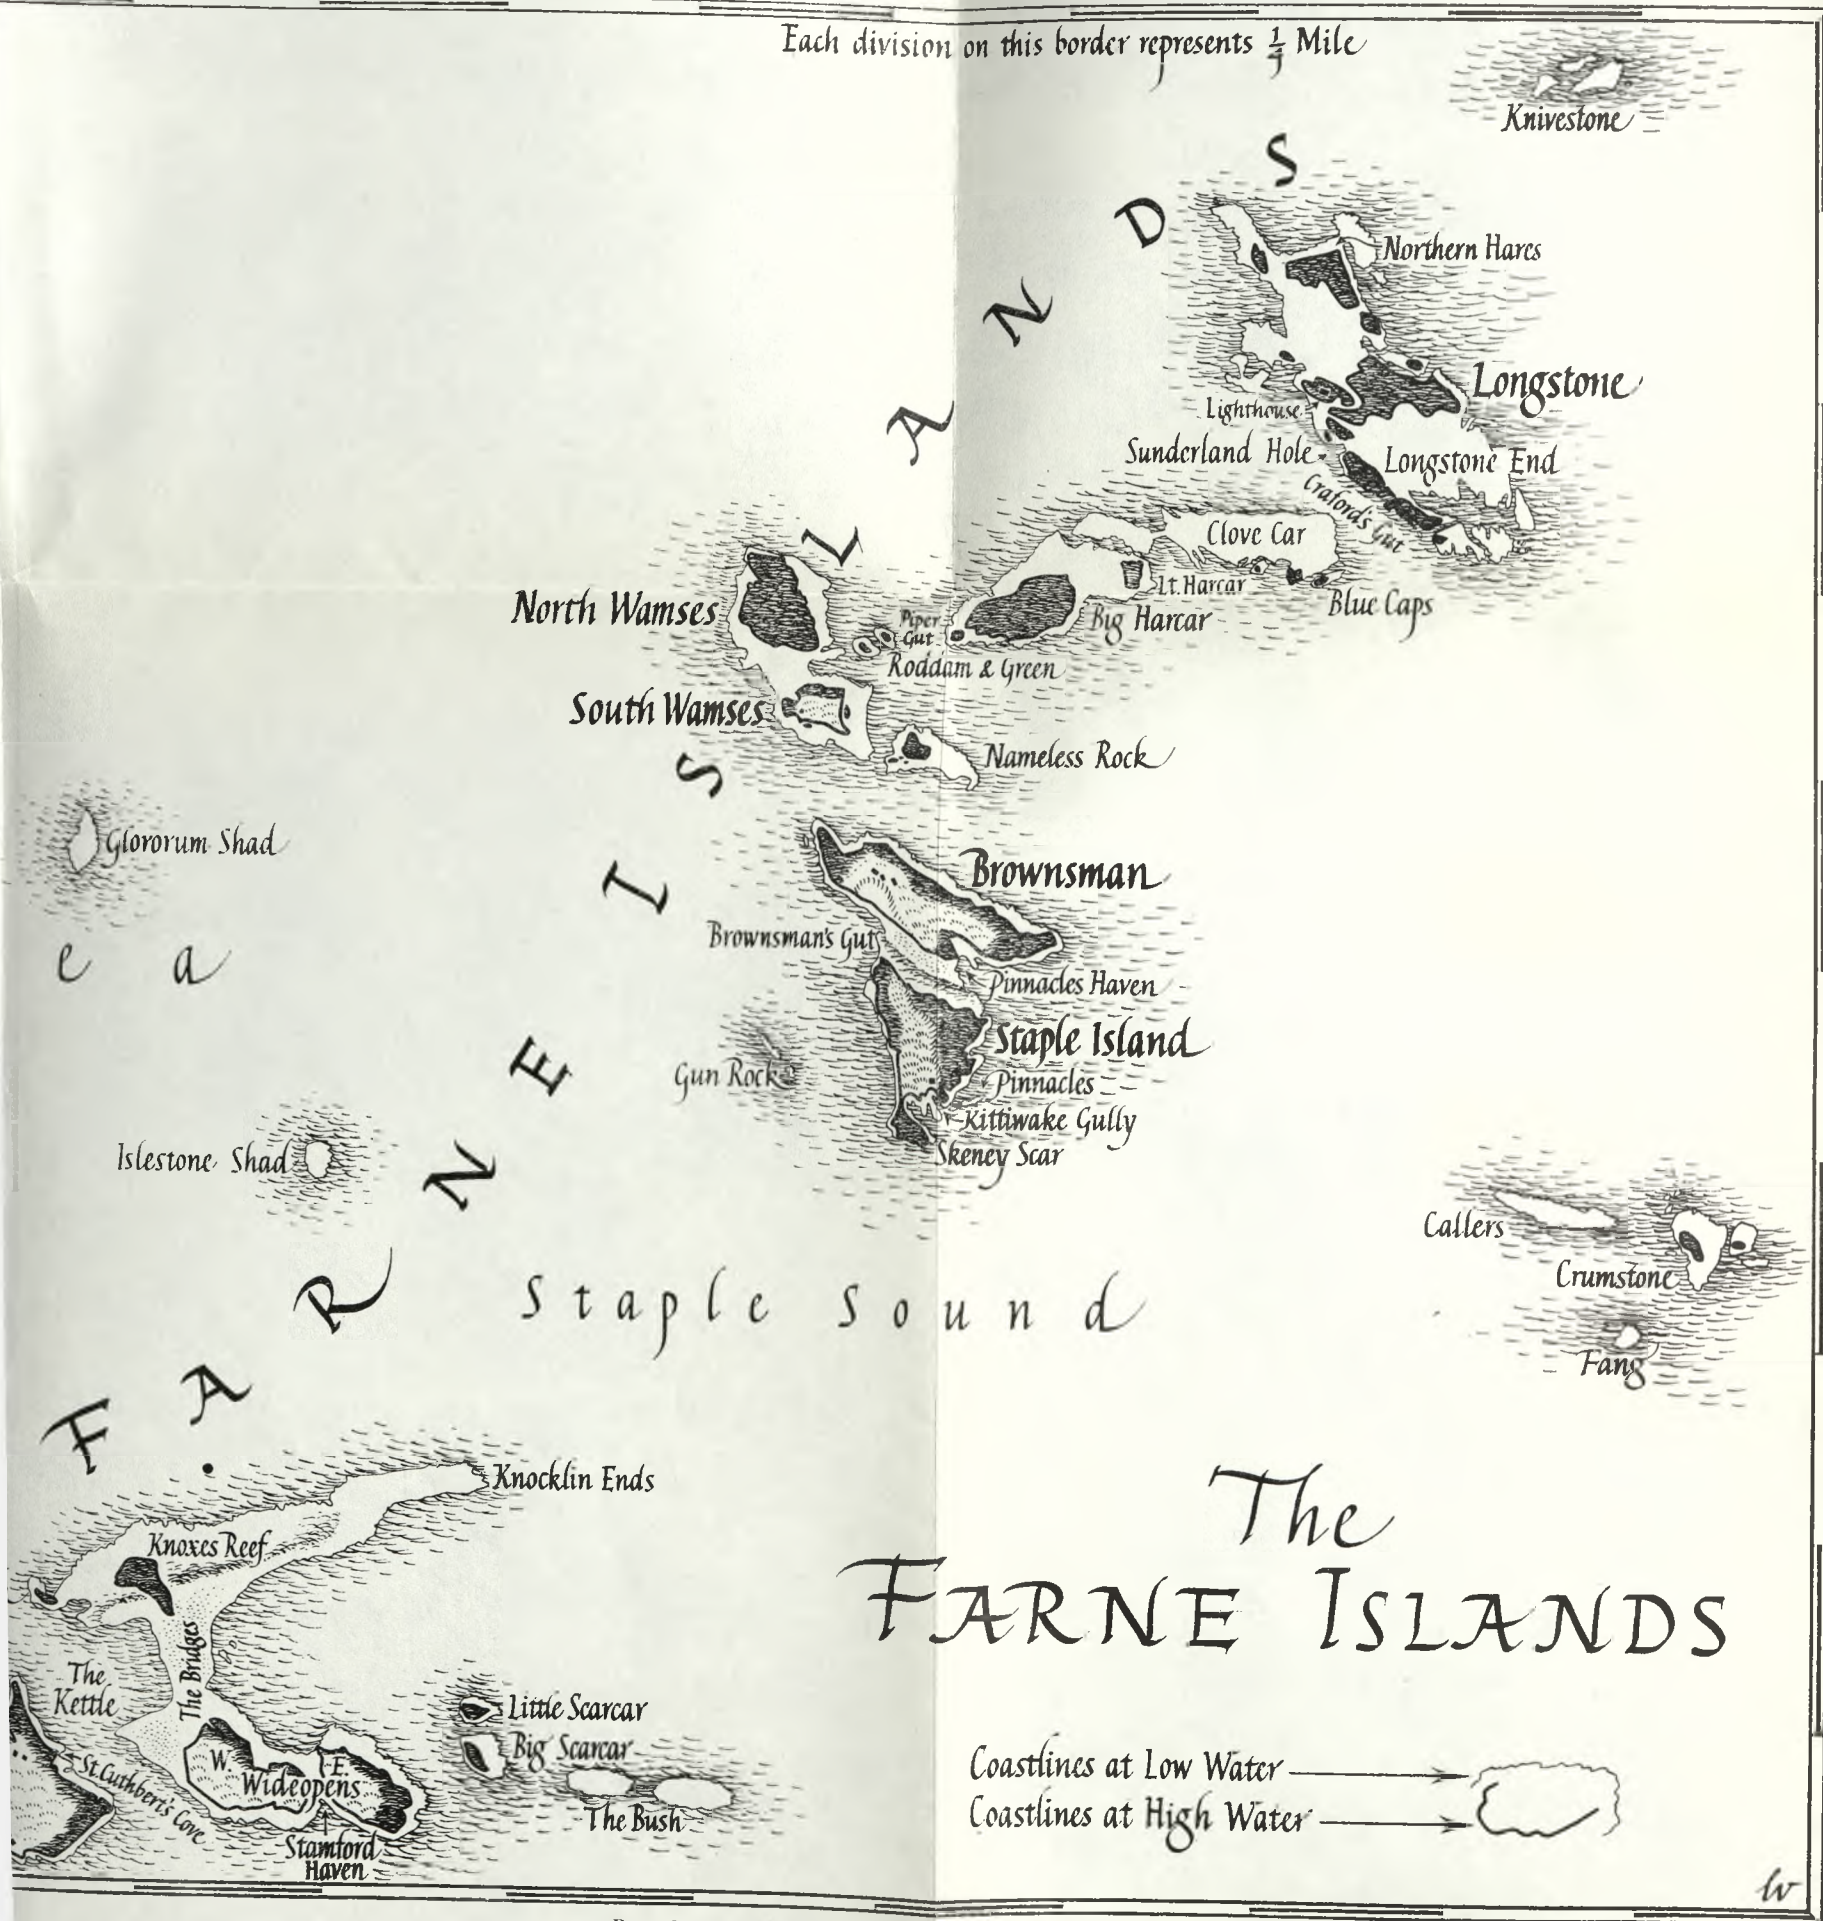 Each division on this border represents 1/5 Mile
Knivestone
FARNE ISLANDS
Northern Hares
Longstone
Lighthouse
Sunderland Hole
Longstone End
Craford's Gut
Clove Car
Lt. Harcar
Blue Caps
Big Harcar
Piper
Gut
North Wamses
Roddam & Green
South Wamses
Nameless Rock
Glororum Shad
Brownsman
Brownsman's Gut
e a
Pinnacles Haven
Staple Island
Gun Rock
Pinnacles
Kittiwake Gully
Skeney Scar
Islestone Shad
Callers
Crumstone
Staple Sound
Fang
Knocklin Ends
Knoxes Reef
The
FARNE ISLANDS
The Bridges
The
Kettle
Little Scarcar
Big Scarcar
W.
E.
Wideopens
St. Cuthbert's Cove
The Bush
Stamford
Haven
Coastlines at Low Water
Coastlines at High Water